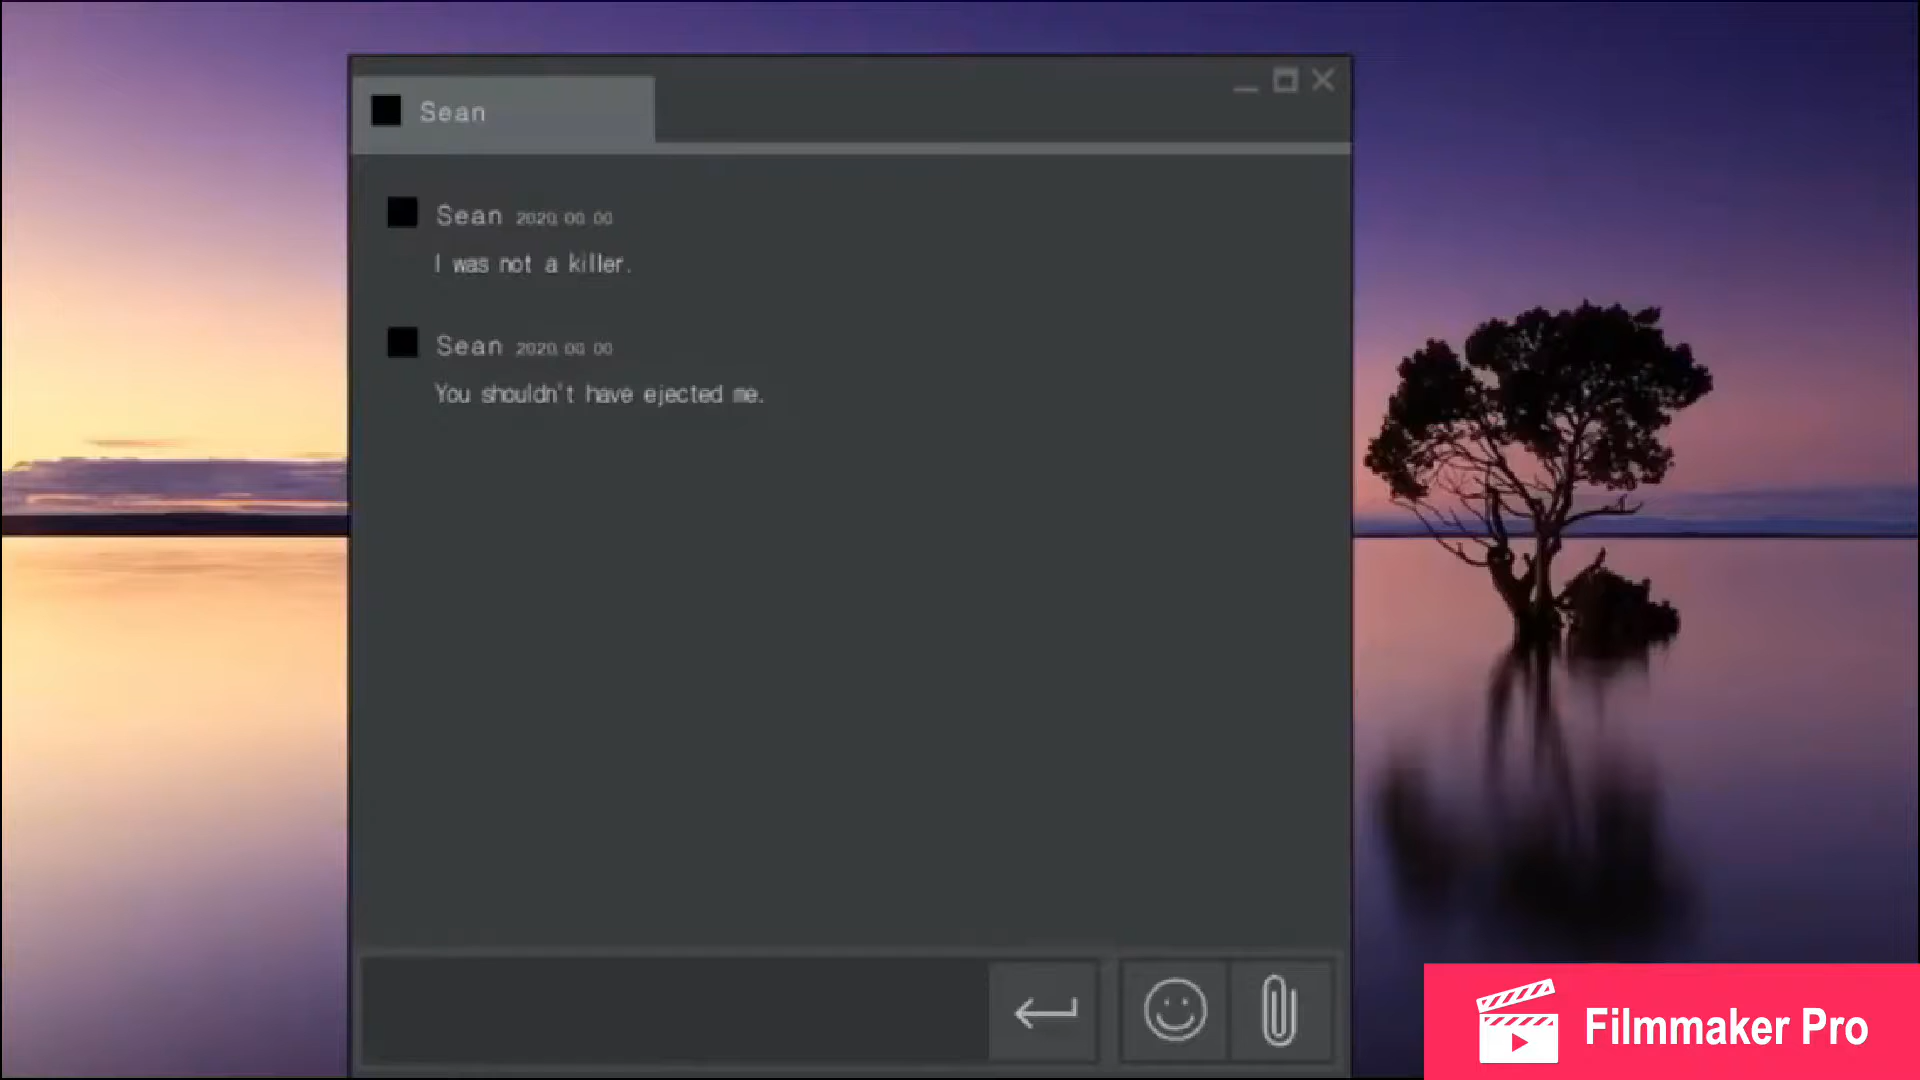 Sean
Sean 2020. 00. 00
I was not a killer.
Sean 2020. 00. 00
You shouldn't have ejected me.
Filmmaker Pro